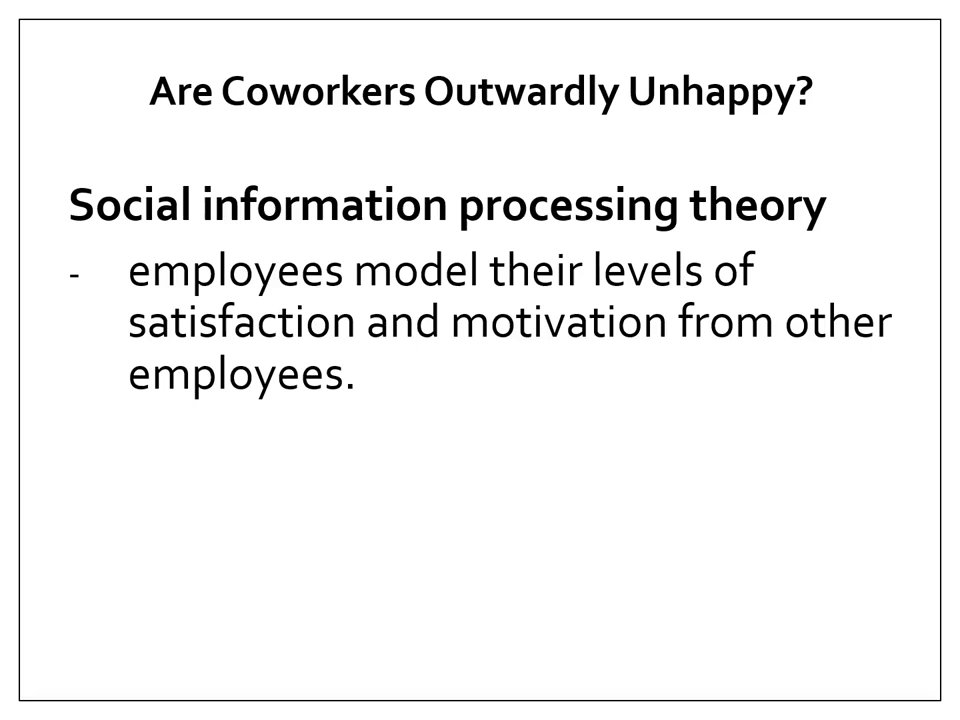 Are Coworkers Outwardly Unhappy?
Social information processing theory
- employees model their levels of
satisfaction and motivation from other
employees.